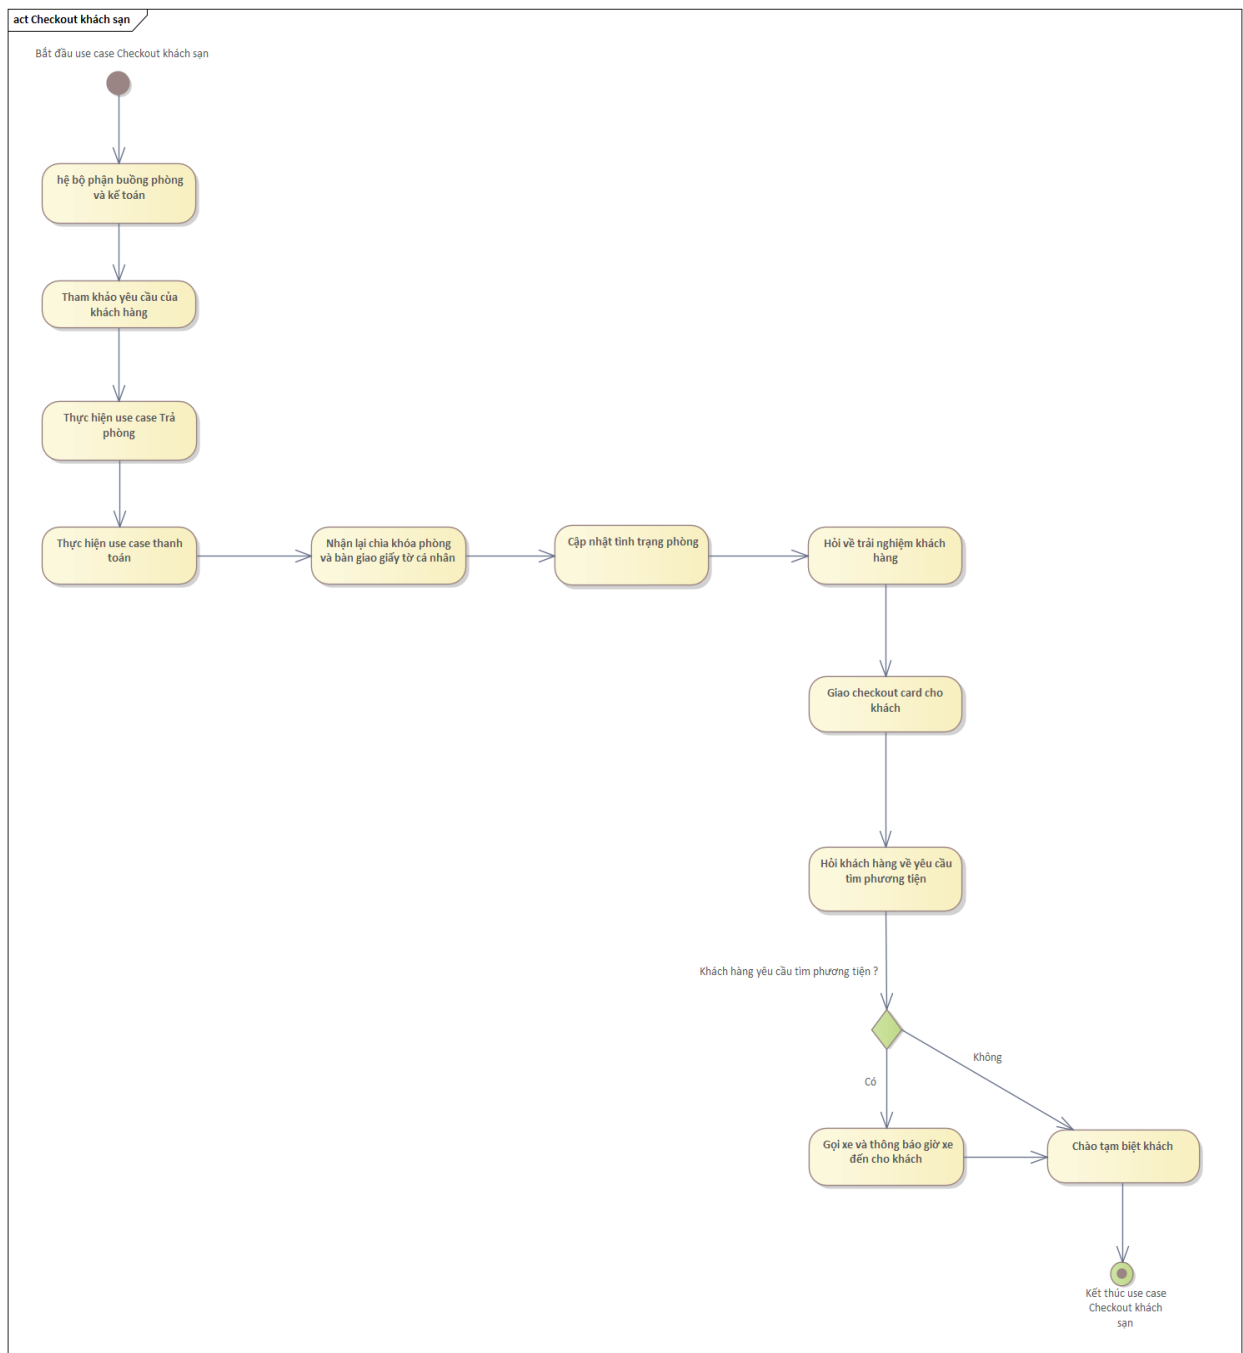 act Checkout khách sạn
Bắt đầu use case Checkout khách sạn
hệ bộ phận buồng phòng
và kế toán
Tham khảo yêu cầu của
khách hàng
Thực hiện use case Trả
phòng
Thực hiện use case thanh
toán
Nhận lại chìa khóa phòng
và bàn giao giấy tờ cá nhân
Cập nhật tình trạng phòng
Hỏi về trải nghiệm khách
hàng
Giao checkout card cho
khách
Hỏi khách hàng về yêu cầu
tìm phương tiện
Khách hàng yêu cầu tìm phương tiện ?
Không
Có
Gọi xe và thông báo giờ xe
đến cho khách
Chào tạm biệt khách
Kết thúc use case
Checkout khách
sạn